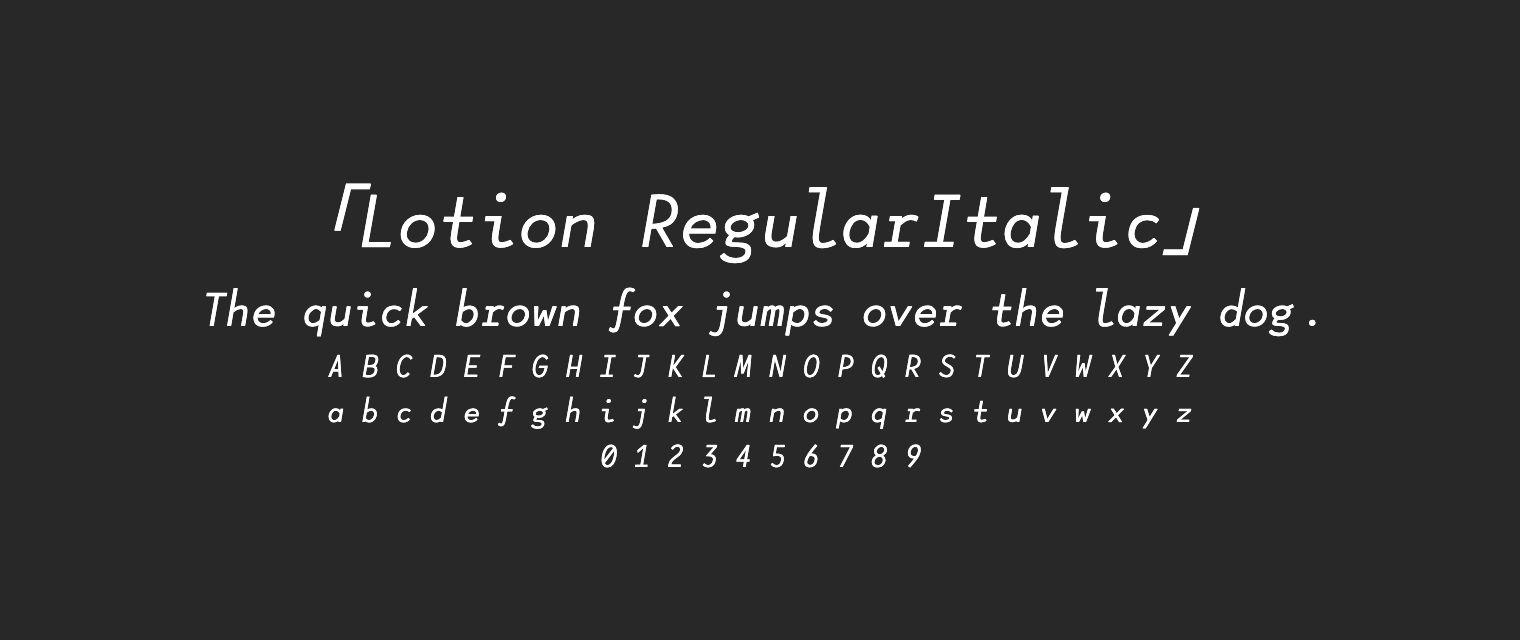 「Lotion RegularItalic」
The quick brown fox jumps over the lazy dog.
A B C D E F G H I J K L M N O P Q R S T U V W X Y Z
a b c d e f g h i j k l m n o p q r s t u v w x y z
0 1 2 3 4 5 6 7 8 9